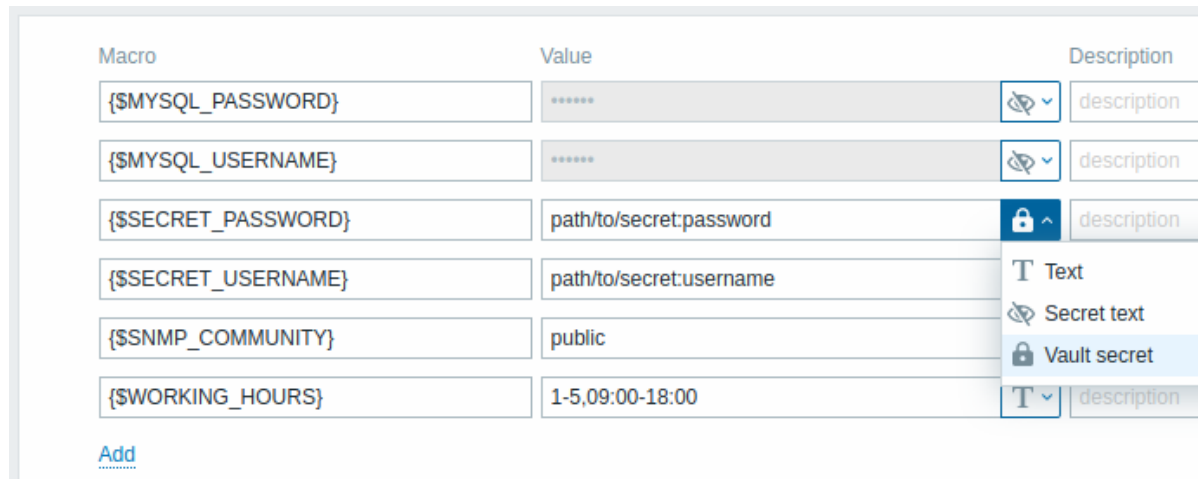 Macro Value Description
{$MYSQL_PASSWORD} •••••• description
{$MYSQL_USERNAME} •••••• description
{$SECRET_PASSWORD} path/to/secret:password description
T Text
{$SECRET_USERNAME} path/to/secret:username
Secret text
{$SNMP_COMMUNITY} public
Vault secret
{$WORKING_HOURS} 1-5,09:00-18:00 T description
Add